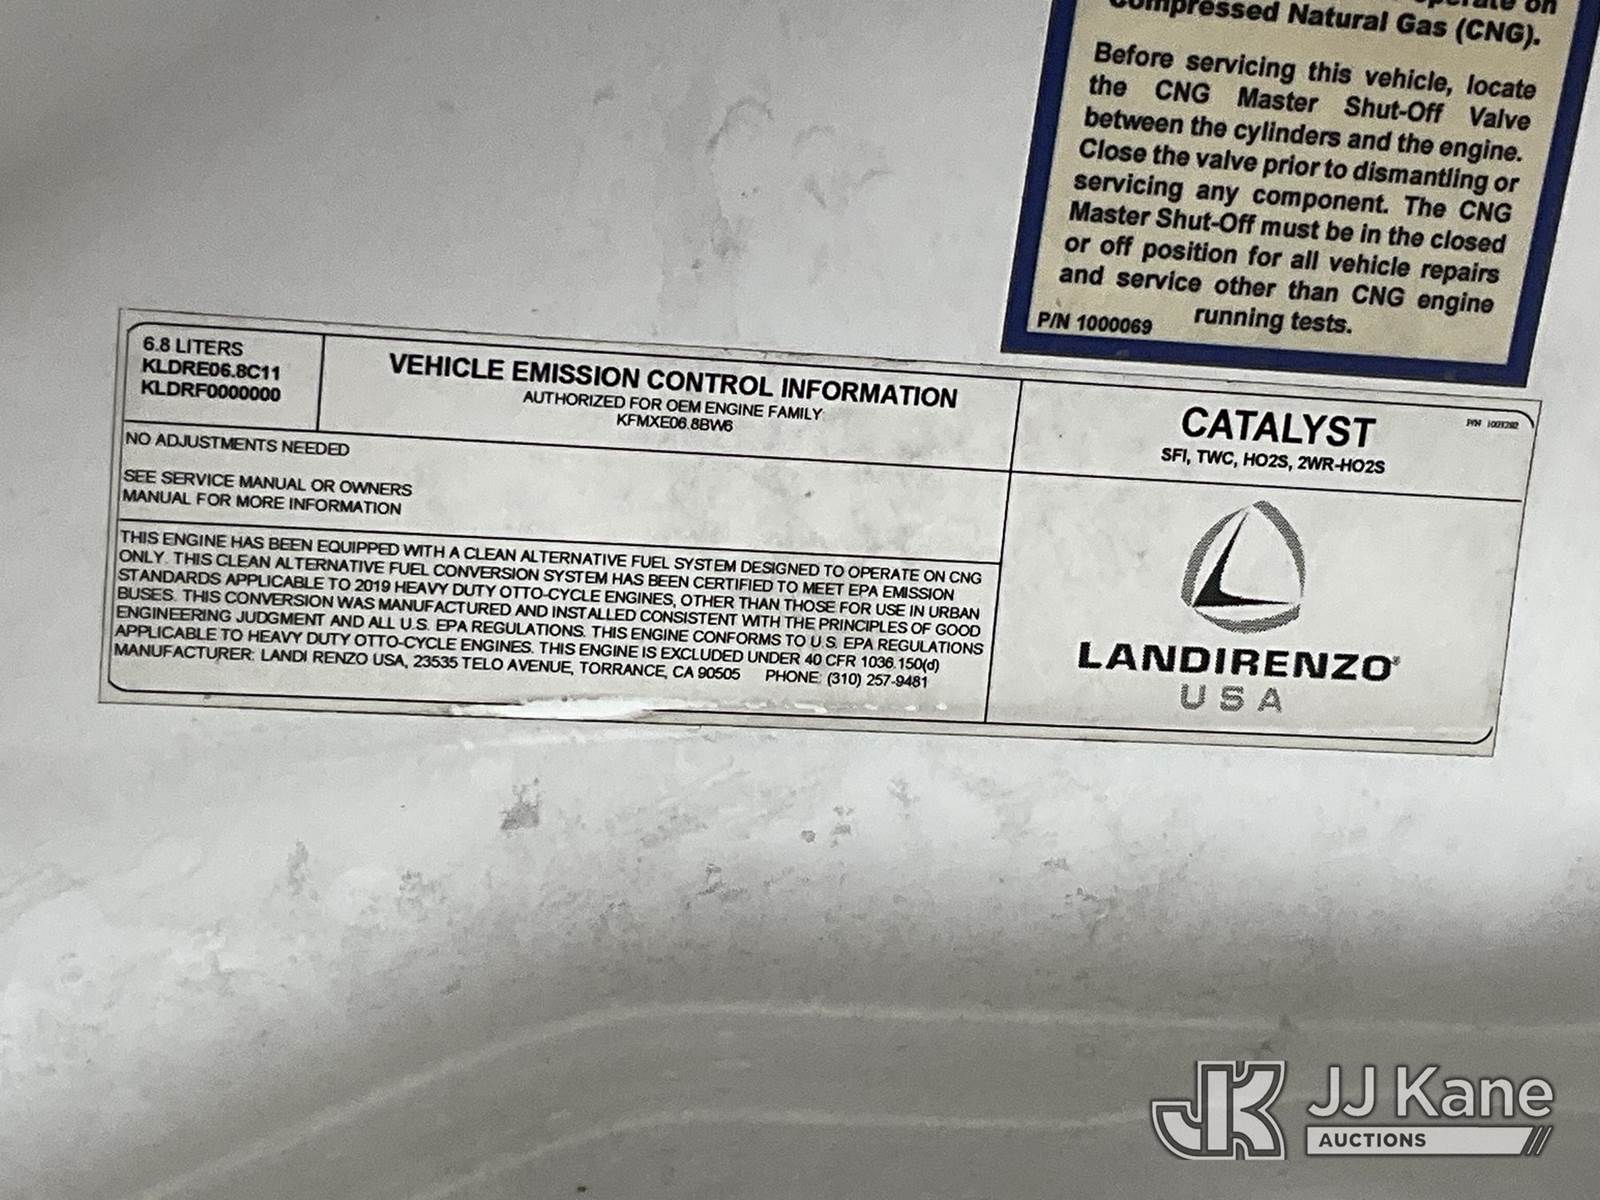 Compressed Natural Gas (CNG).
Before servicing this vehicle, locate
the CNG Master Shut-Off Valve
between the cylinders and the engine.
Close the valve prior to dismantling or
servicing any component. The CNG
Master Shut-Off must be in the closed
or off position for all vehicle repairs
and service other than CNG engine
running tests.
P/N 1000069
6.8 LITERS
KLDRE06.8C11
KLDRF0000000
VEHICLE EMISSION CONTROL INFORMATION
AUTHORIZED FOR OEM ENGINE FAMILY
KFMXE06.8BW6
CATALYST
SFI, TWC, HO2S, 2WR-HO2S
NO ADJUSTMENTS NEEDED
SEE SERVICE MANUAL OR OWNERS
MANUAL FOR MORE INFORMATION
THIS ENGINE HAS BEEN EQUIPPED WITH A CLEAN ALTERNATIVE FUEL SYSTEM DESIGNED TO OPERATE ON CNG
ONLY. THIS CLEAN ALTERNATIVE FUEL CONVERSION SYSTEM HAS BEEN CERTIFIED TO MEET EPA EMISSION
STANDARDS APPLICABLE TO 2019 HEAVY DUTY OTTO-CYCLE ENGINES, OTHER THAN THOSE FOR USE IN URBAN
BUSES. THIS CONVERSION WAS MANUFACTURED AND INSTALLED CONSISTENT WITH THE PRINCIPLES OF GOOD
ENGINEERING JUDGMENT AND ALL U.S. EPA REGULATIONS. THIS ENGINE CONFORMS TO U.S. EPA REGULATIONS
APPLICABLE TO HEAVY DUTY OTTO-CYCLE ENGINES. THIS ENGINE IS EXCLUDED UNDER 40 CFR 1036.150(d)
MANUFACTURER: LANDI RENZO USA, 23535 TELO AVENUE, TORRANCE, CA 90505 PHONE: (310) 257-9481
LANDIRENZO®
USA
JK JJ Kane
AUCTIONS